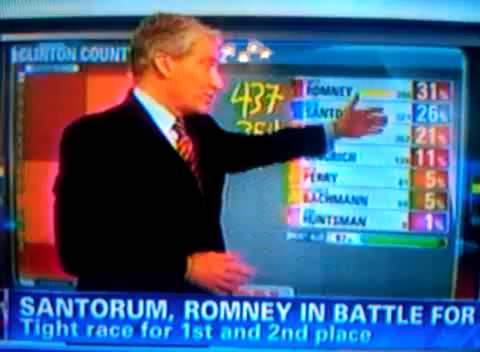 CLINTON COUNT
437
ROMNEY 31%
SANTO 26%
21%
RICH 11%
PERRY 5%
BACHMANN 5%
HUNTSMAN 1%
SANTORUM, ROMNEY IN BATTLE FOR
Tight race for 1st and 2nd place